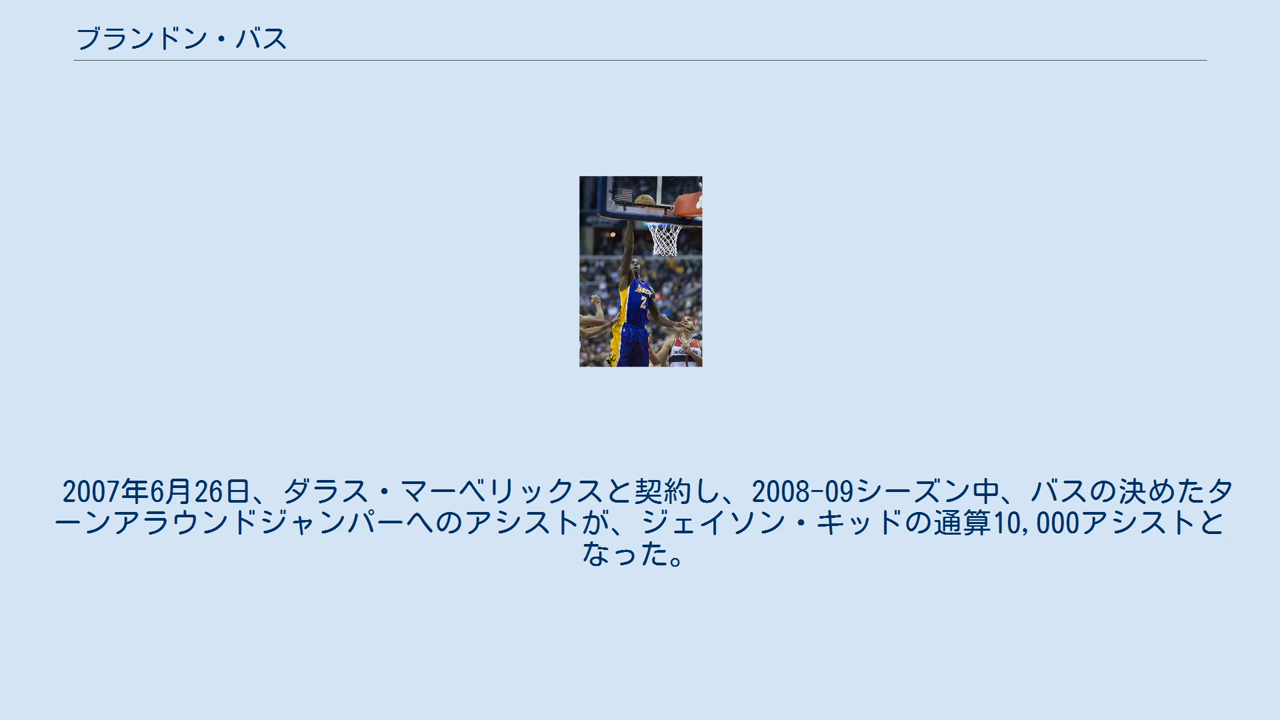 ブランドン・バス
2007年6月26日、ダラス・マーベリックスと契約し、2008-09シーズン中、バスの決めたタ
ーンアラウンドジャンパーへのアシストが、ジェイソン・キッドの通算10,000アシストと
なった。